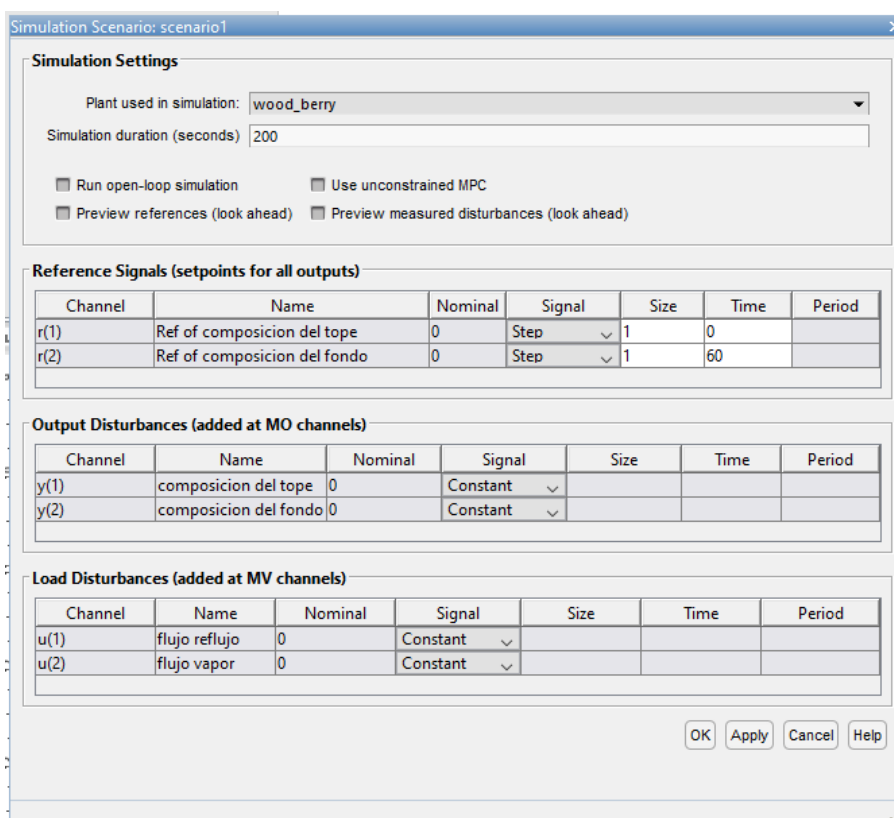 Simulation Scenario: scenario1
Simulation Settings
Plant used in simulation: wood_berry
Simulation duration (seconds) 200
Run open-loop simulation Use unconstrained MPC
Preview references (look ahead) Preview measured disturbances (look ahead)
Reference Signals (setpoints for all outputs)
Channel Name Nominal Signal Size Time Period
r(1) Ref of composicion del tope 0 Step 1 0
r(2) Ref of composicion del fondo 0 Step 1 60
Output Disturbances (added at MO channels)
Channel Name Nominal Signal Size Time Period
y(1) composicion del tope 0 Constant
y(2) composicion del fondo 0 Constant
Load Disturbances (added at MV channels)
Channel Name Nominal Signal Size Time Period
u(1) flujo reflujo 0 Constant
u(2) flujo vapor 0 Constant
OK Apply Cancel Help